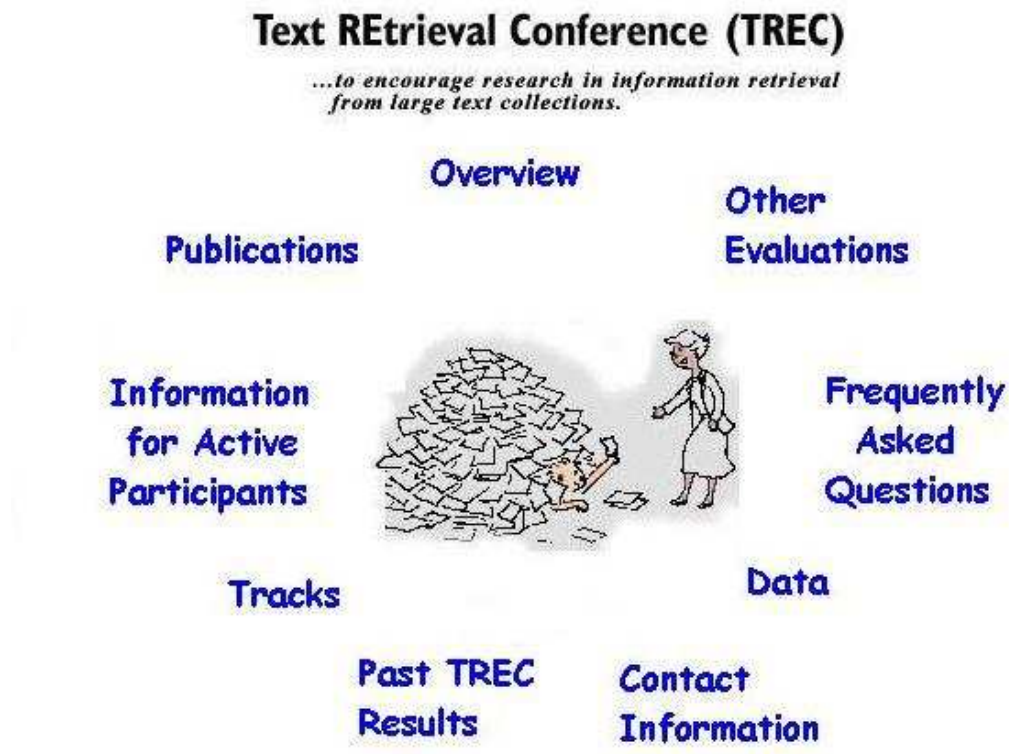 Text REtrieval Conference (TREC)
...to encourage research in information retrieval
from large text collections.
Overview
Other
Evaluations
Publications
Information
for Active
Participants
Frequently
Asked
Questions
Tracks
Data
Past TREC
Results
Contact
Information